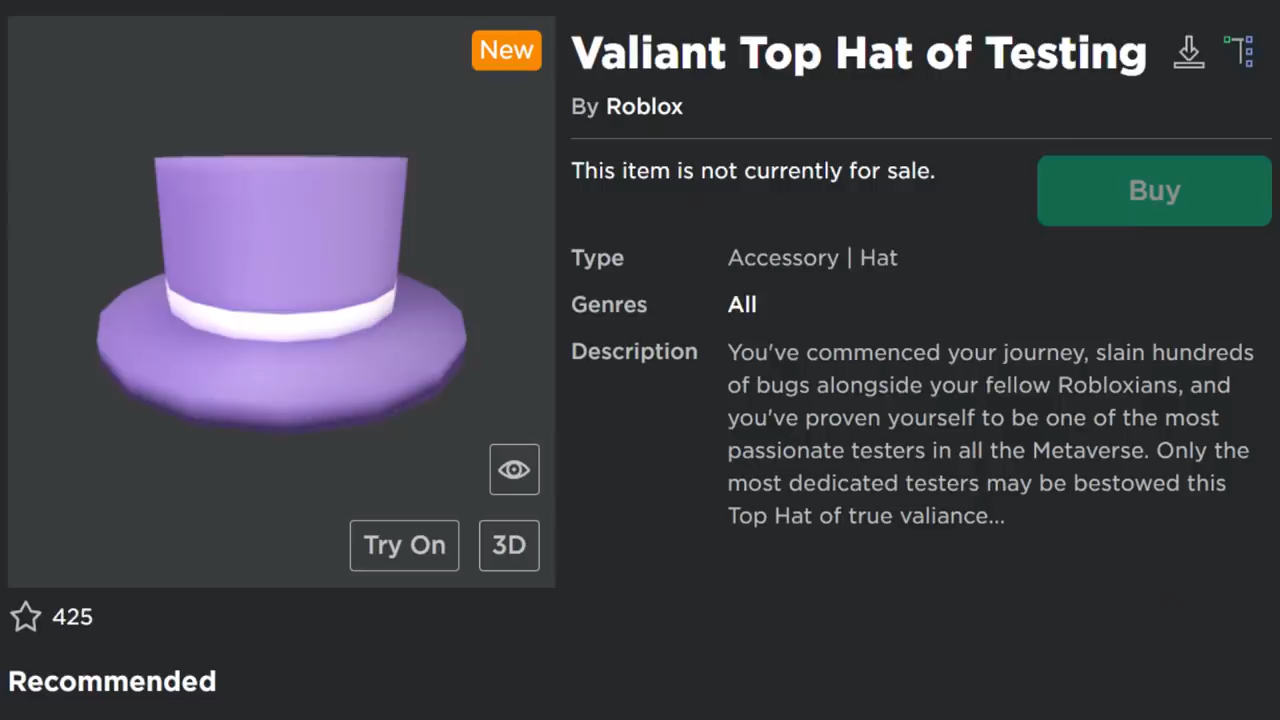 New
Valiant Top Hat of Testing
By Roblox
This item is not currently for sale.
Buy
Type
Accessory | Hat
Genres
All
Description
You've commenced your journey, slain hundreds
of bugs alongside your fellow Robloxians, and
you've proven yourself to be one of the most
passionate testers in all the Metaverse. Only the
most dedicated testers may be bestowed this
Top Hat of true valiance...
Try On
3D
425
Recommended